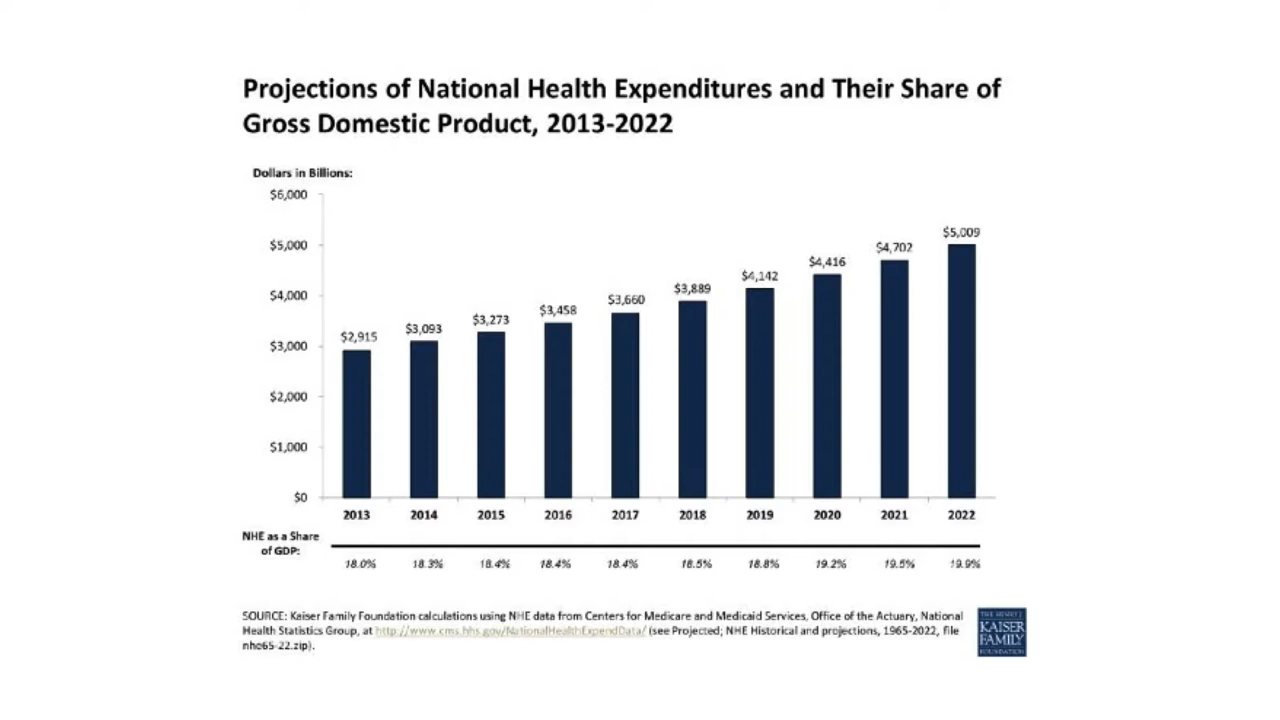 Projections of National Health Expenditures and Their Share of
Gross Domestic Product, 2013-2022
Dollars in Billions:
$6,000
$5,000
$4,000
$3,000
$2,000
$1,000
$0
$2,915
$3,093
$3,273
$3,458
$3,660
$3,889
$4,142
$4,416
$4,702
$5,009
2013 2014 2015 2016 2017 2018 2019 2020 2021 2022
NHE as a Share
of GDP:
18.0% 18.3% 18.4% 18.4% 18.4% 18.5% 18.8% 19.2% 19.5% 19.9%
SOURCE: Kaiser Family Foundation calculations using NHE data from Centers for Medicare and Medicaid Services, Office of the Actuary, National
Health Statistics Group, at http://www.cms.hhs.gov/NationalHealthExpendData/ (see Projected; NHE Historical and projections, 1965-2022, file
nhe65-22.zip).
THE HENRY J.
KAISER
FAMILY
FOUNDATION